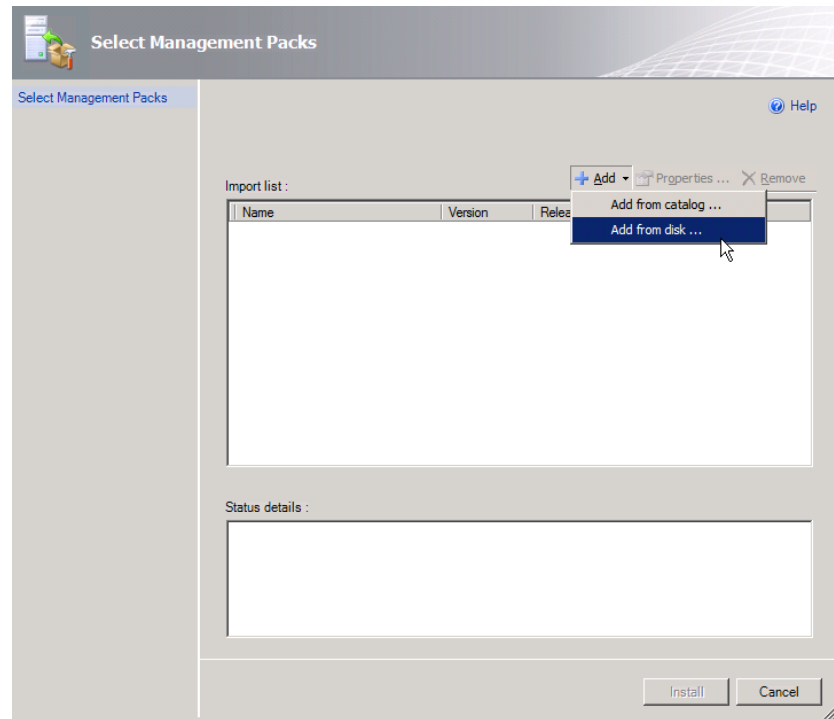 Select Management Packs
Select Management Packs
Help
Import list :
Add Properties ... Remove
Name Version
Add from catalog ...
Add from disk ...
Status details :
Install Cancel